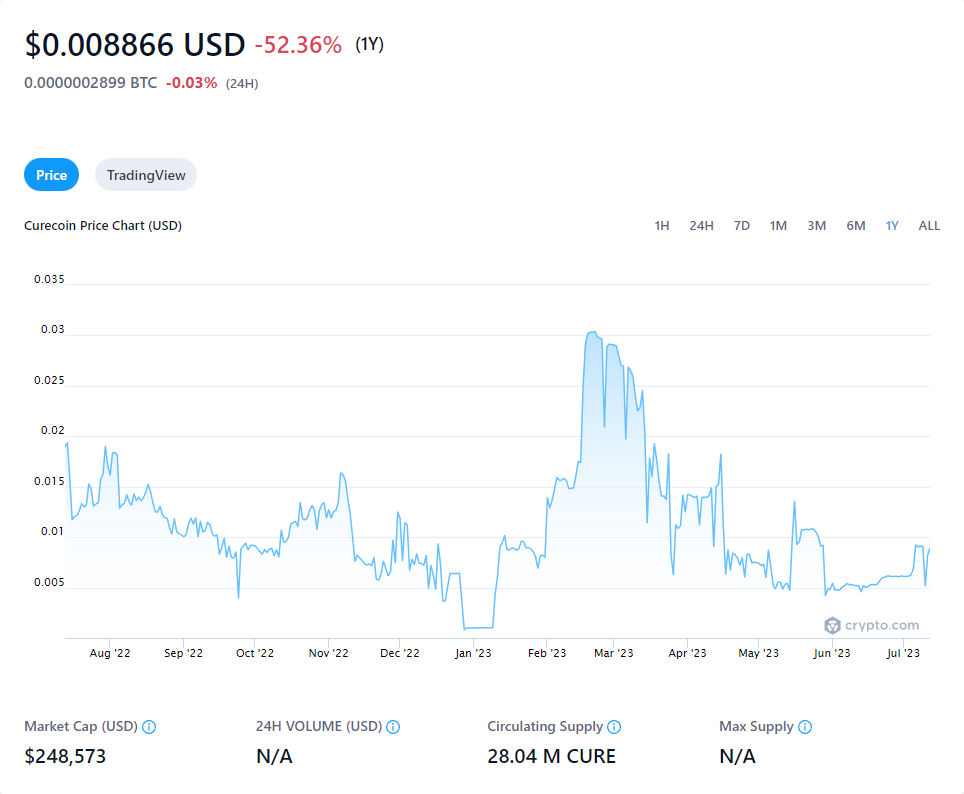 $0.008866 USD -52.36% (1Y)
0.0000002899 BTC -0.03% (24H)
Price TradingView
Curecoin Price Chart (USD) 1H 24H 7D 1M 3M 6M 1Y ALL
0.035
0.03
0.025
0.02
0.015
0.01
0.005
crypto.com
Aug '22 Sep '22 Oct '22 Nov '22 Dec '22 Jan '23 Feb '23 Mar '23 Apr '23 May '23 Jun '23 Jul '23
Market Cap (USD) 24H VOLUME (USD) Circulating Supply Max Supply
$248,573 N/A 28.04 M CURE N/A